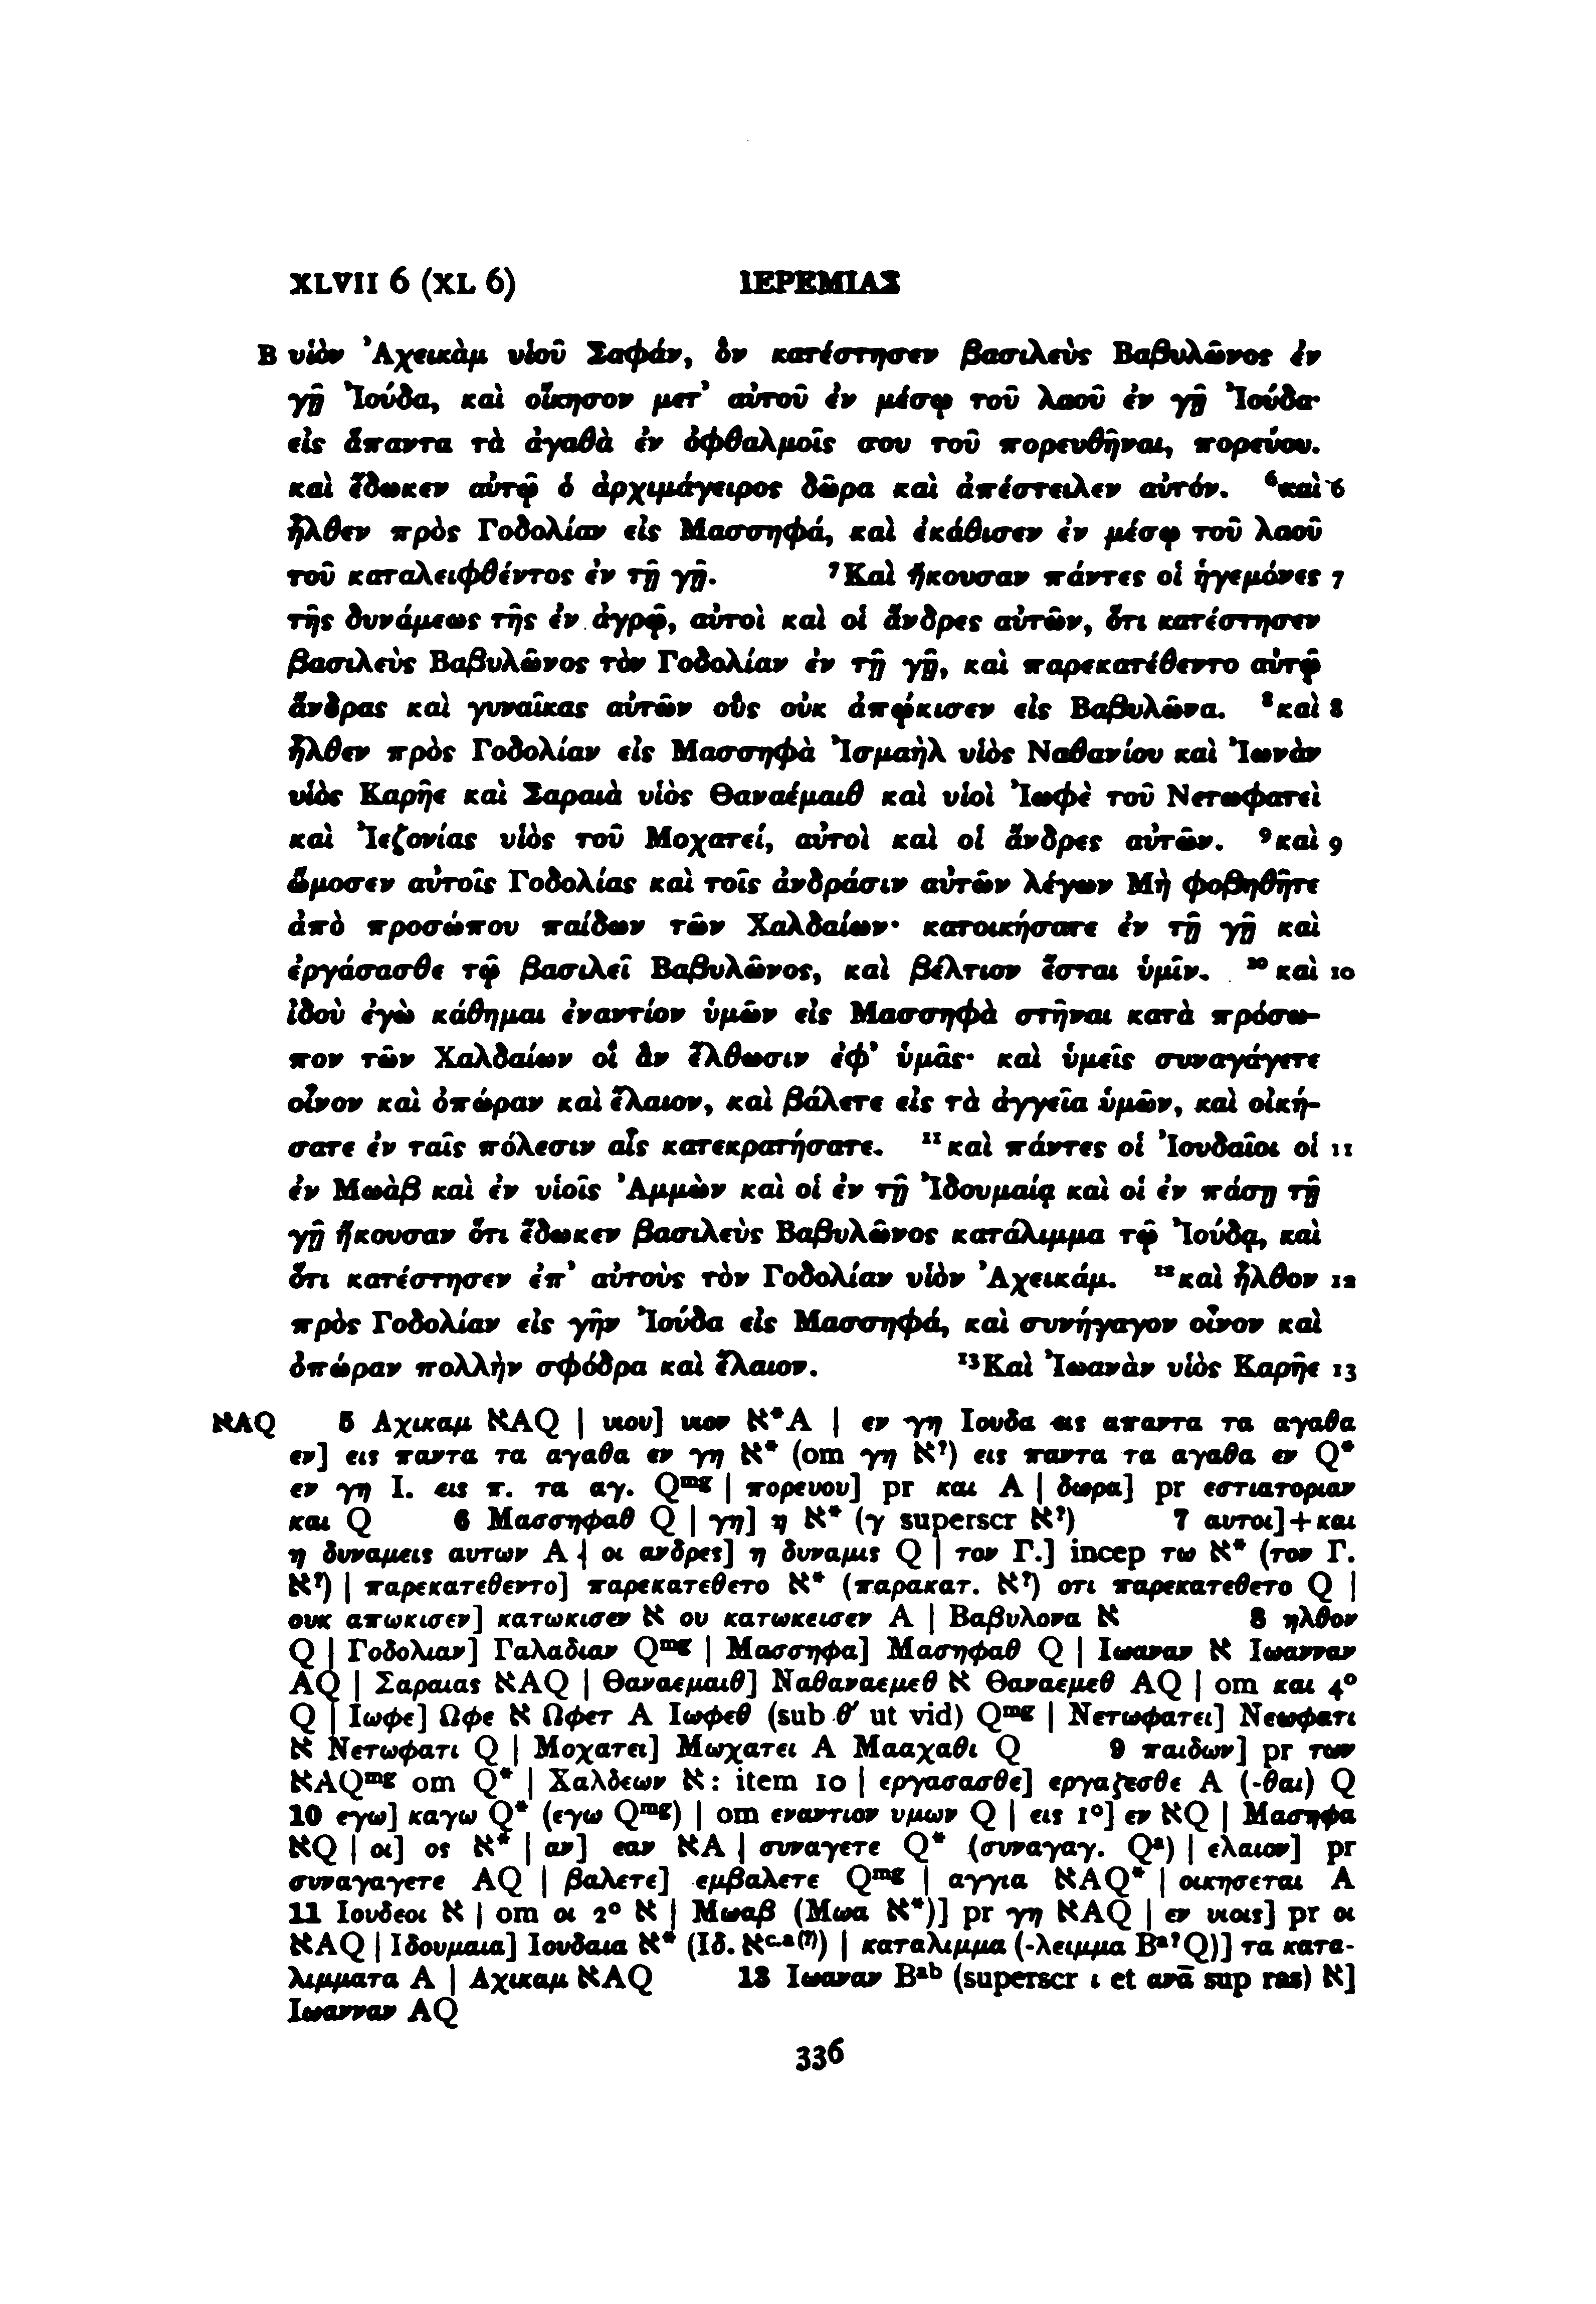 XLVII 6 (XL 6) ΙΕΡΕΜΙΑΣ
B υἱὸν Ἀχεικὰμ υἱοῦ Σαφάν, ὃν κατέστησεν βασιλεὺς Βαβυλῶνος ἐν
γῇ Ἰούδα, καὶ οἴκησον μετ’ αὐτοῦ ἐν μέσῳ τοῦ λαοῦ ἐν γῇ Ἰούδα·
εἰς ἅπαντα τὰ ἀγαθὰ ἐν ὀφθαλμοῖς σου τοῦ πορευθῆναι, πορεύου.
καὶ ἔδωκεν αὐτῷ ὁ ἀρχιμάγειρος δῶρα καὶ ἀπέστειλεν αὐτόν. ⁶καὶ 6
ἦλθεν πρὸς Γοδολίαν εἰς Μασσηφά, καὶ ἐκάθισεν ἐν μέσῳ τοῦ λαοῦ
τοῦ καταλειφθέντος ἐν τῇ γῇ. ⁷Καὶ ἤκουσαν πάντες οἱ ἡγεμόνες 7
τῆς δυνάμεως τῆς ἐν ἀγρῷ, αὐτοὶ καὶ οἱ ἄνδρες αὐτῶν, ὅτι κατέστησεν
βασιλεὺς Βαβυλῶνος τὸν Γοδολίαν ἐν τῇ γῇ, καὶ παρεκατέθεντο αὐτῷ
ἄνδρας καὶ γυναῖκας αὐτῶν οὓς οὐκ ἀπῴκισεν εἰς Βαβυλῶνα. ⁸καὶ 8
ἦλθεν πρὸς Γοδολίαν εἰς Μασσηφὰ Ἰσμαὴλ υἱὸς Ναθανίου καὶ Ἰωνὰν
υἱὸς Καρῆε καὶ Σαραιὰ υἱὸς Θαναέμαιθ καὶ υἱοὶ Ἰωφὲ τοῦ Νετωφατεὶ
καὶ Ἰεζονίας υἱὸς τοῦ Μοχατεί, αὐτοὶ καὶ οἱ ἄνδρες αὐτῶν. ⁹καὶ 9
ὤμοσεν αὐτοῖς Γοδολίας καὶ τοῖς ἀνδράσιν αὐτῶν λέγων Μὴ φοβηθῆτε
ἀπὸ προσώπου παίδων τῶν Χαλδαίων· κατοικήσατε ἐν τῇ γῇ καὶ
ἐργάσασθε τῷ βασιλεῖ Βαβυλῶνος, καὶ βέλτιον ἔσται ὑμῖν. ¹⁰καὶ 10
ἰδοὺ ἐγὼ κάθημαι ἐναντίον ὑμῶν εἰς Μασσηφὰ στῆναι κατὰ πρόσω-
πον τῶν Χαλδαίων οἳ ἂν ἔλθωσιν ἐφ’ ὑμᾶς· καὶ ὑμεῖς συναγάγετε
οἶνον καὶ ὀπώραν καὶ ἔλαιον, καὶ βάλετε εἰς τὰ ἀγγεῖα ὑμῶν, καὶ οἰκή-
σατε ἐν ταῖς πόλεσιν αἷς κατεκρατήσατε. ¹¹καὶ πάντες οἱ Ἰουδαῖοι οἱ 11
ἐν Μωὰβ καὶ ἐν υἱοῖς Ἀμμὼν καὶ οἱ ἐν τῇ Ἰδουμαίᾳ καὶ οἱ ἐν πάσῃ τῇ
γῇ ἤκουσαν ὅτι ἔδωκεν βασιλεὺς Βαβυλῶνος κατάλιμμα τῷ Ἰούδᾳ, καὶ
ὅτι κατέστησεν ἐπ’ αὐτοὺς τὸν Γοδολίαν υἱὸν Ἀχεικάμ. ¹²καὶ ἦλθον 12
πρὸς Γοδολίαν εἰς γῆν Ἰούδα εἰς Μασσηφά, καὶ συνήγαγον οἶνον καὶ
ὀπώραν πολλὴν σφόδρα καὶ ἔλαιον. ¹³Καὶ Ἰωανὰν υἱὸς Καρῆε 13
ℵAQ 5 Αχικαμ ℵAQ | υιου] υιον ℵ*A | εν γη Ιουδα εις απαντα τα αγαθα
εν] εις παντα τα αγαθα εν γη ℵ* (om γη ℵ?) εις παντα τα αγαθα εν Q*
εν γη Ι. εις π. τα αγ. Qᵐᵍ | πορευου] pr και A | δωρα] pr εστιατοριαν
και Q 6 Μασσηφαθ Q | γη] η ℵ* (γ superscr ℵ?) 7 αυτοι]+και
η δυναμεις αυτων A | οι ανδρες] η δυναμις Q | τον Γ.] incep τω ℵ* (τον Γ.
ℵ?) | παρεκατεθεντο] παρεκατεθετο ℵ* (παρακατ. ℵ?) οτι παρεκατεθετο Q |
ουκ απωκισεν] κατωκισεν ℵ ου κατωκεισεν A | Βαβυλονα ℵ 8 ηλθον
Q | Γοδολιαν] Γαλαδιαν Qᵐᵍ | Μασσηφα] Μασηφαθ Q | Ιωαναν ℵ Ιωανναν
AQ | Σαραιας ℵAQ | Θαναεμαιθ] Ναθαναεμεθ ℵ Θαναεμεθ AQ | om και 4°
Q | Ιωφε] Ωφε ℵ Ωφετ A Ιωφεθ (sub θ′ ut vid) Qᵐᵍ | Νετωφατει] Νεωφατι
ℵ Νετωφατι Q | Μοχατει] Μωχατει A Μααχαθι Q 9 παιδων] pr των
ℵAQᵐᵍ om Q* | Χαλδεων ℵ: item 10 | εργασασθε] εργαζεσθε A (-θαι) Q
10 εγω] καγω Q* (εγω Qᵐᵍ) | om εναντιον υμων Q | εις 1°] εν ℵQ | Μασηφα
ℵQ | οι] ος ℵ* | αν] εαν ℵA | συναγετε Q* (συναγαγ. Qᵃ) | ελαιον] pr
συναγαγετε AQ | βαλετε] εμβαλετε Qᵐᵍ | αγγια ℵAQ* | οικησεται A
11 Ιουδεοι ℵ | om οι 2° ℵ | Μωαβ (Μωα ℵ*)] pr γη ℵAQ | εν υιοις] pr οι
ℵAQ | Ιδουμαια] Ιουδαια ℵ* (Ιδ. ℵᶜ·ᵃ⁽?⁾) | καταλιμμα (-λειμμα Bᵃ?Q)] τα κατα-
λιμματα A | Αχικαμ ℵAQ 13 Ιωαναν Bᵃᵇ (superscr ι et ανα̅ sup ras) ℵ]
Ιωανναν AQ
336